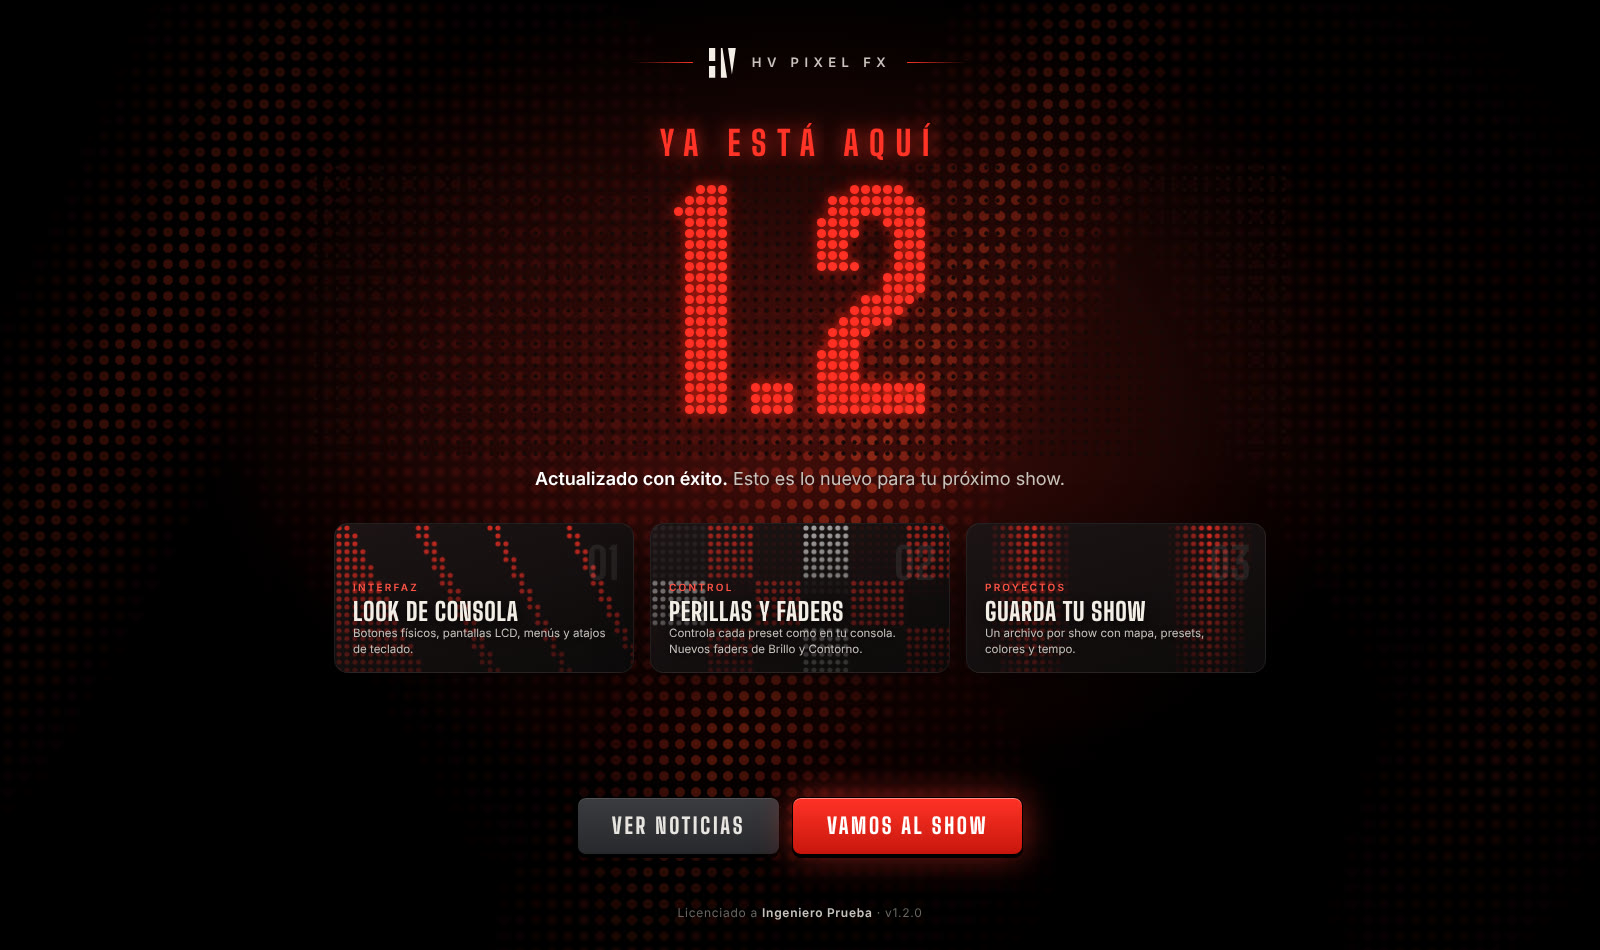 HV HV PIXEL FX
YA ESTÁ AQUÍ
1.2
Actualizado con éxito. Esto es lo nuevo para tu próximo show.
01
INTERFAZ
LOOK DE CONSOLA
Botones físicos, pantallas LCD, menús y atajos
de teclado.
02
CONTROL
PERILLAS Y FADERS
Controla cada preset como en tu consola.
Nuevos faders de Brillo y Contorno.
03
PROYECTOS
GUARDA TU SHOW
Un archivo por show con mapa, presets,
colores y tempo.
VER NOTICIAS
VAMOS AL SHOW
Licenciado a Ingeniero Prueba · v1.2.0